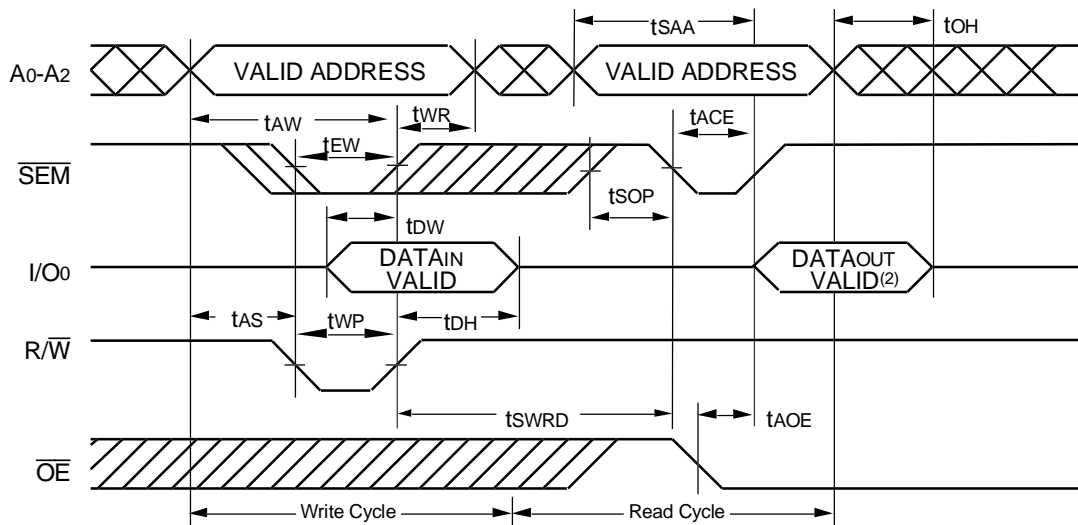 tSAA
tOH
A0-A2
VALID ADDRESS
VALID ADDRESS
tAW
tWR
tACE
tEW
SEM
tSOP
tDW
I/O0
DATAIN
VALID
DATAOUT
VALID(2)
tAS
tWP
tDH
R/W
tSWRD
tAOE
OE
Write Cycle
Read Cycle